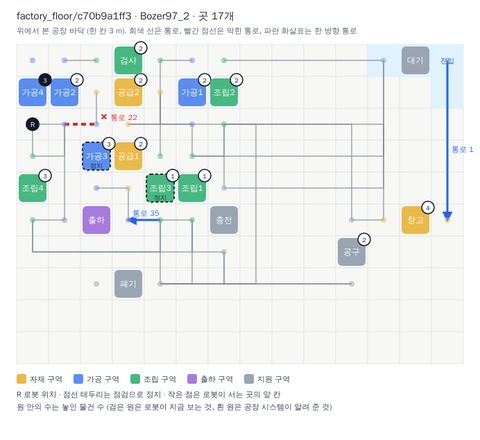 factory_floor/c70b9a1ff3 · Bozer97_2 · 곳 17개
위에서 본 공장 바닥 (한 칸 3 m). 회색 선은 통로, 빨간 점선은 막힌 통로, 파란 화살표는 한 방향 통로
검사 2
대기
진입
가공4 3
가공2 2
공급2 2
가공1 2
조립2 2
통로 22
R
통로 1
가공3 3
정지
공급1 2
조립4 3
조립3 1
정지
조립1 1
통로 35
출하
충전
창고 4
공구 2
폐기
자재 구역
가공 구역
조립 구역
출하 구역
지원 구역
R 로봇 위치 · 점선 테두리는 점검으로 정지 · 작은 점은 로봇이 서는 곳의 앞 칸
원 안의 수는 놓인 물건 수 (검은 원은 로봇이 지금 보는 것, 흰 원은 공장 시스템이 알려 준 것)